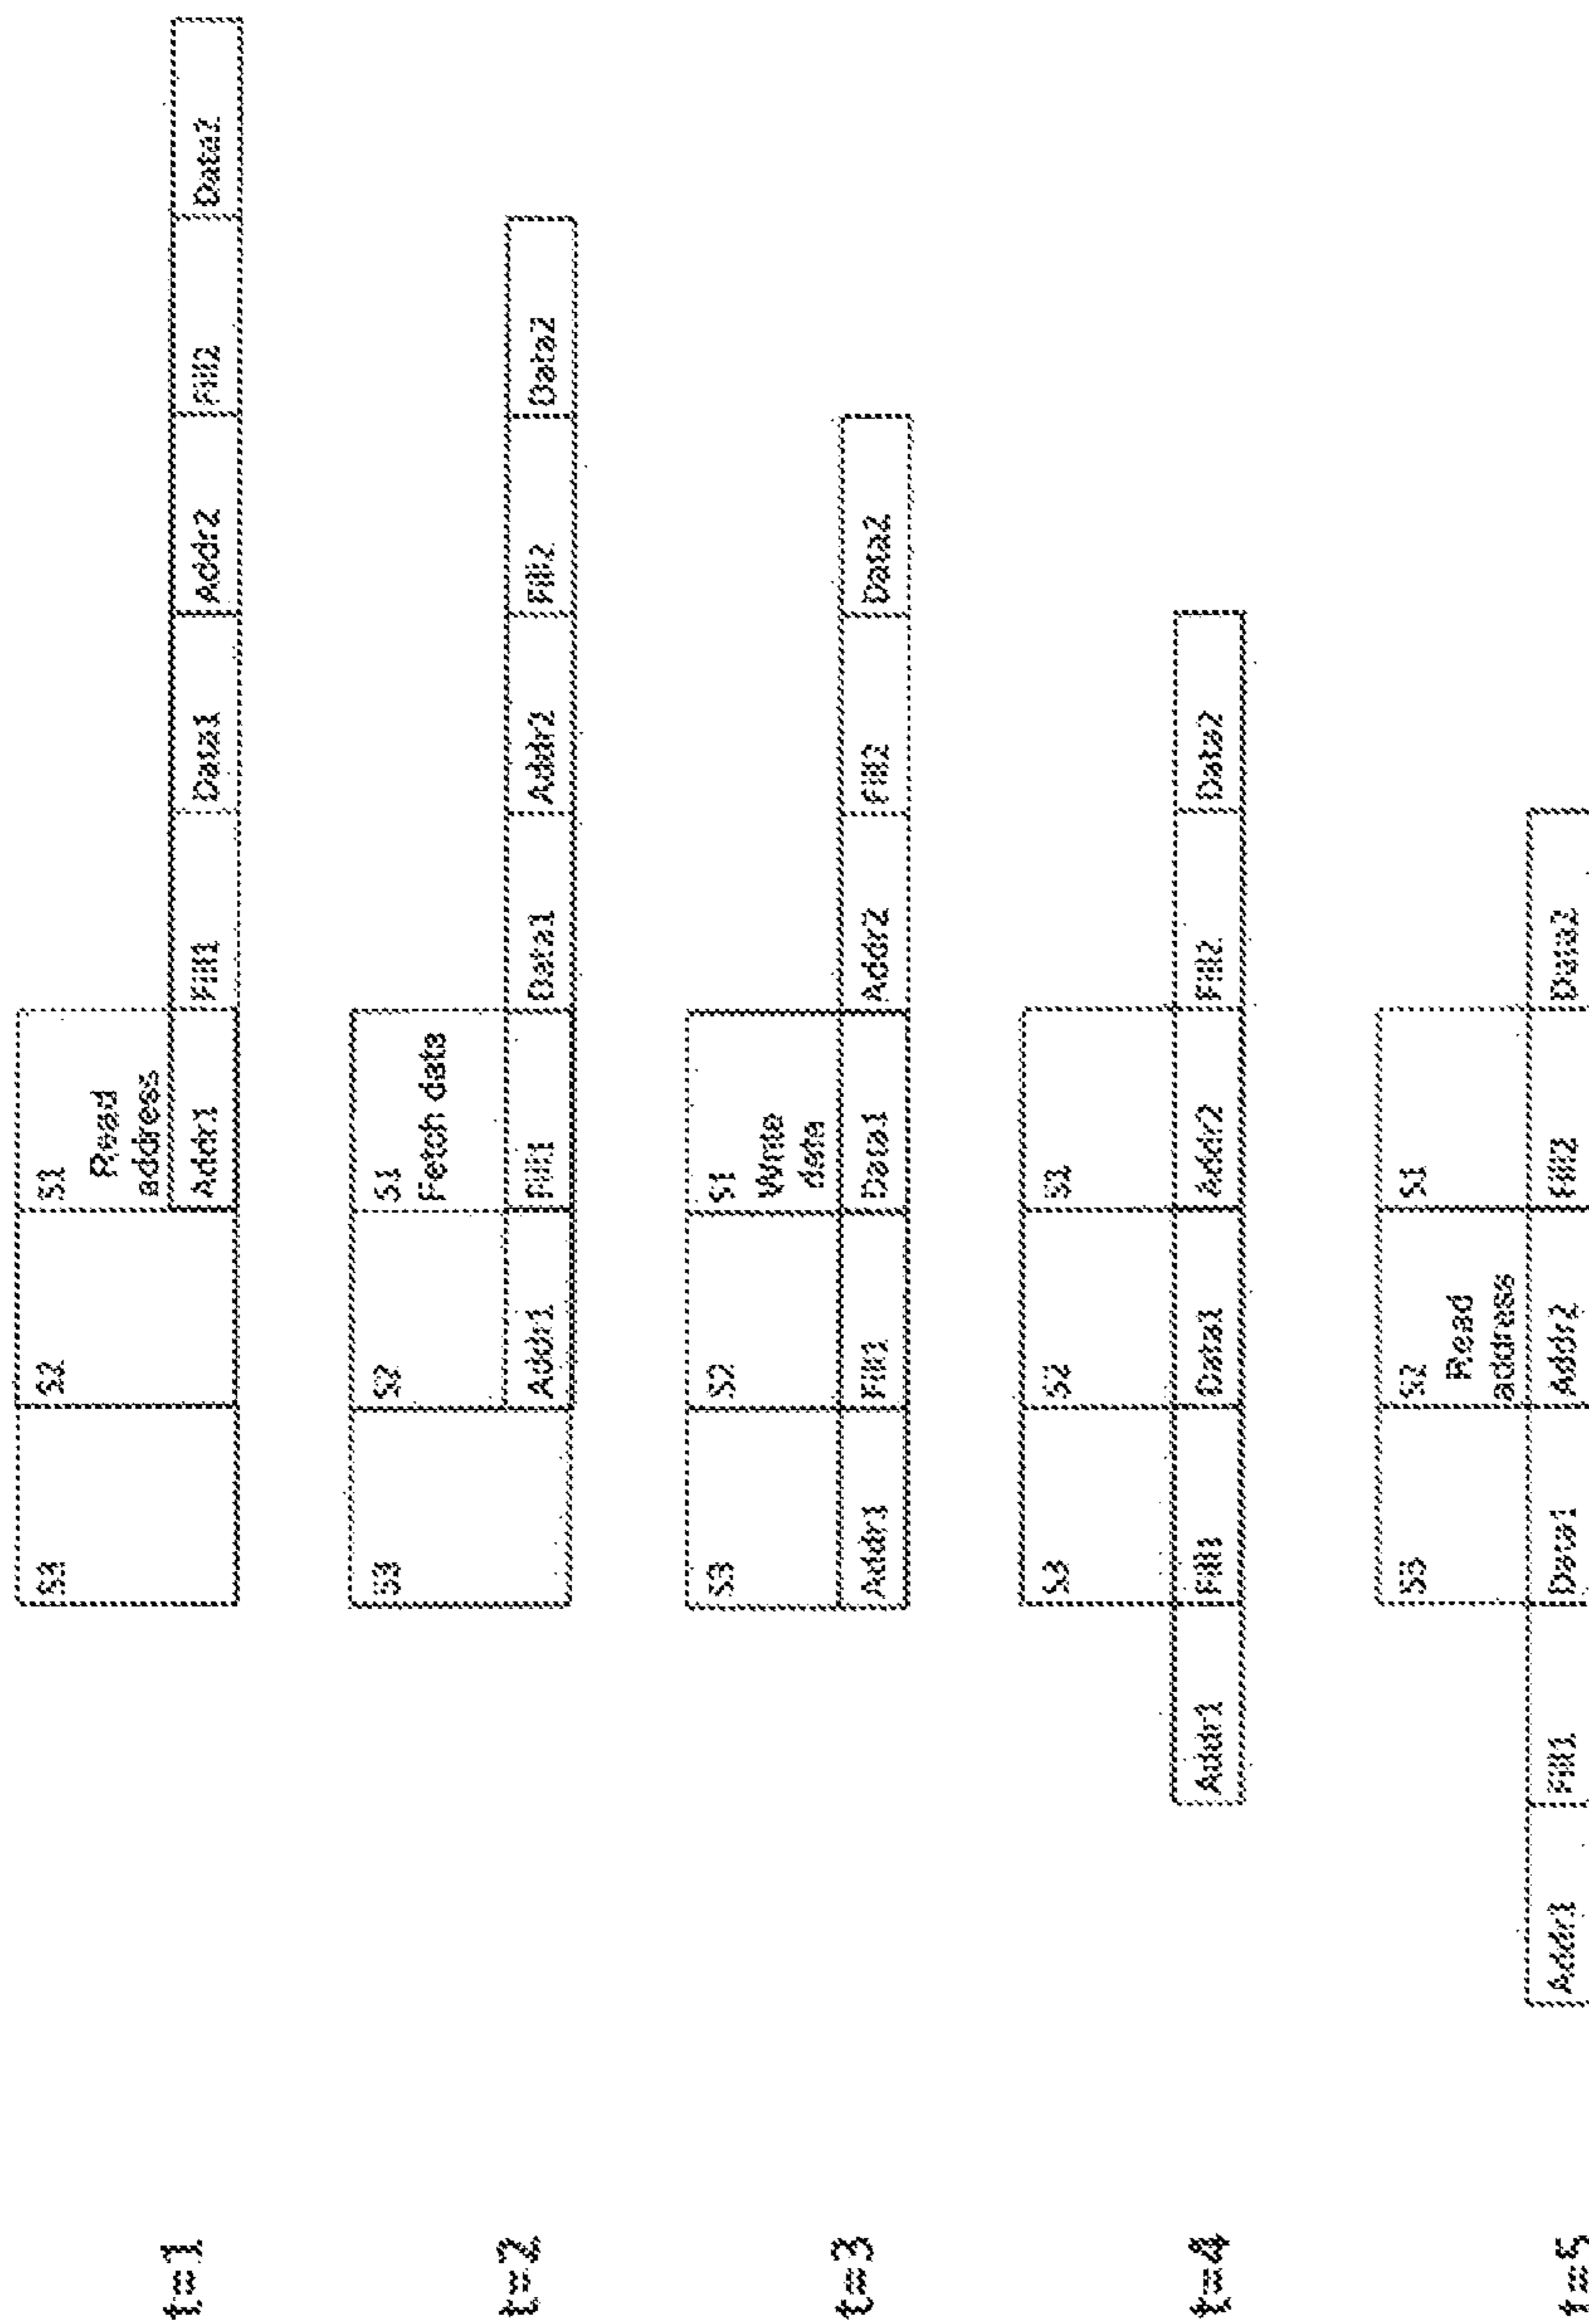 S3 S2 S1
Read
address
t=1 Addr1 Fill1 Data1 Addr2 Fill2 Data2
S3 S2 S1
Fetch data
t=2 Addr1 Fill1 Data1 Addr2 Fill2 Data2
S3 S2 S1
Write
data
t=3 Addr1 Fill1 Data1 Addr2 Fill2 Data2
S3 S2 S1
t=4 Addr1 Fill1 Data1 Addr2 Fill2 Data2
S3 S2 S1
Read
address
t=5 Addr1 Fill1 Data1 Addr2 Fill2 Data2